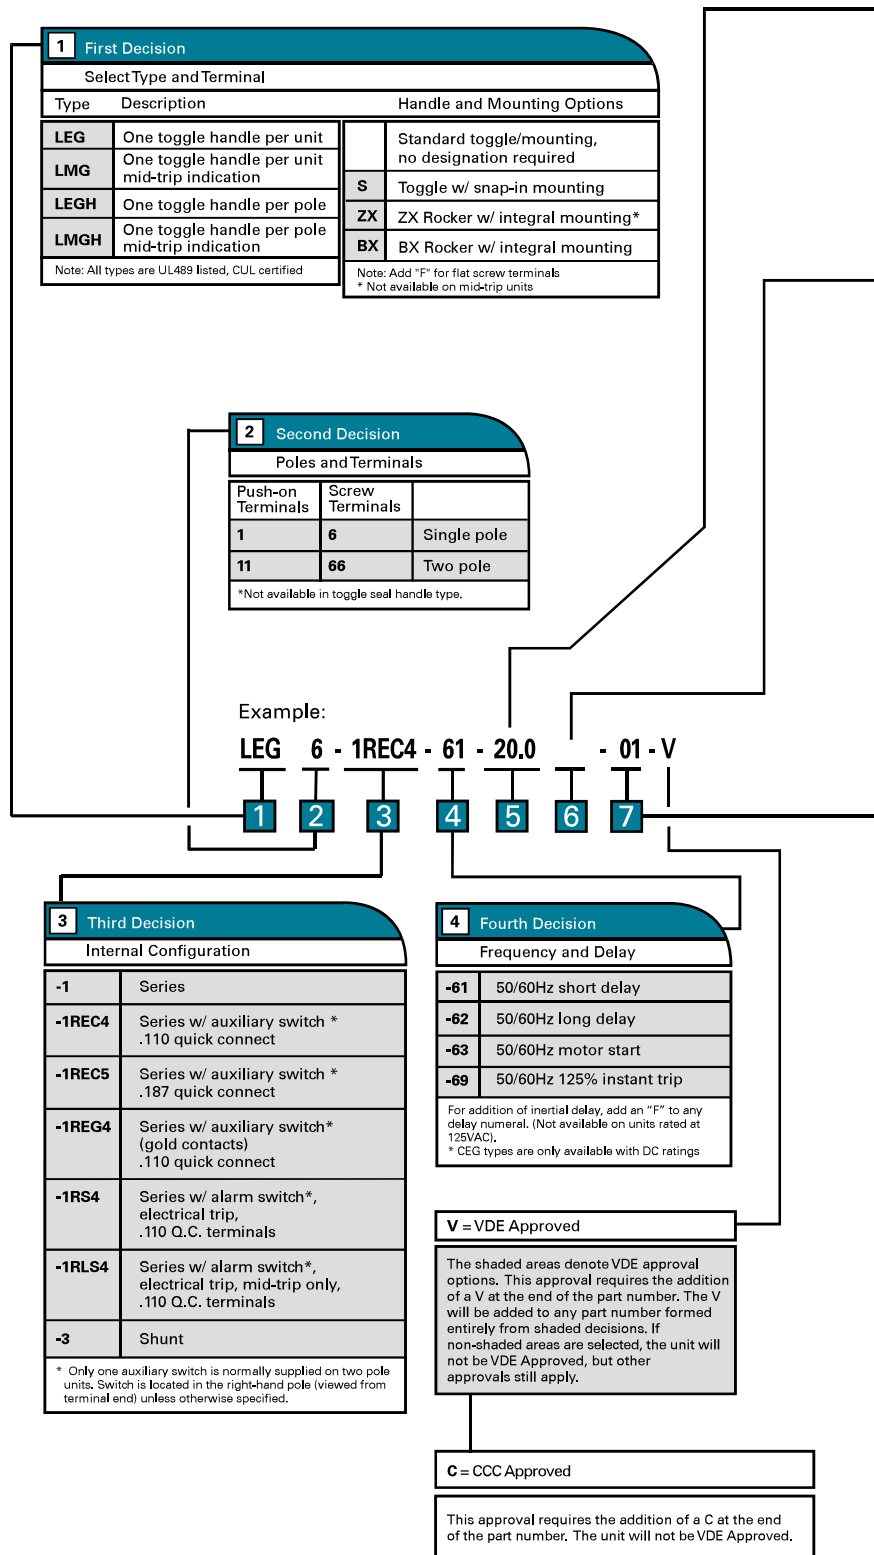 1 First Decision
Select Type and Terminal
Type Description Handle and Mounting Options
LEG One toggle handle per unit
LMG One toggle handle per unit
mid-trip indication
LEGH One toggle handle per pole
LMGH One toggle handle per pole
mid-trip indication
Note: All types are UL489 listed, CUL certified
Standard toggle/mounting,
no designation required
S Toggle w/ snap-in mounting
ZX ZX Rocker w/ integral mounting*
BX BX Rocker w/ integral mounting
Note: Add "F" for flat screw terminals
* Not available on mid-trip units
2 Second Decision
Poles and Terminals
Push-on
Terminals
Screw
Terminals
1 6 Single pole
11 66 Two pole
*Not available in toggle seal handle type.
Example:
LEG 6 - 1REC4 - 61 - 20.0 - 01 - V
1 2 3 4 5 6 7
3 Third Decision
Internal Configuration
-1 Series
-1REC4 Series w/ auxiliary switch *
.110 quick connect
-1REC5 Series w/ auxiliary switch *
.187 quick connect
-1REG4 Series w/ auxiliary switch*
(gold contacts)
.110 quick connect
-1RS4 Series w/ alarm switch*,
electrical trip,
.110 Q.C. terminals
-1RLS4 Series w/ alarm switch*,
electrical trip, mid-trip only,
.110 Q.C. terminals
-3 Shunt
* Only one auxiliary switch is normally supplied on two pole
units. Switch is located in the right-hand pole (viewed from
terminal end) unless otherwise specified.
4 Fourth Decision
Frequency and Delay
-61 50/60Hz short delay
-62 50/60Hz long delay
-63 50/60Hz motor start
-69 50/60Hz 125% instant trip
For addition of inertial delay, add an "F" to any
delay numeral. (Not available on units rated at
125VAC).
* CEG types are only available with DC ratings
V = VDE Approved
The shaded areas denote VDE approval
options. This approval requires the addition
of a V at the end of the part number. The V
will be added to any part number formed
entirely from shaded decisions. If
non-shaded areas are selected, the unit will
not be VDE Approved, but other
approvals still apply.
C = CCC Approved
This approval requires the addition of a C at the end
of the part number. The unit will not be VDE Approved.